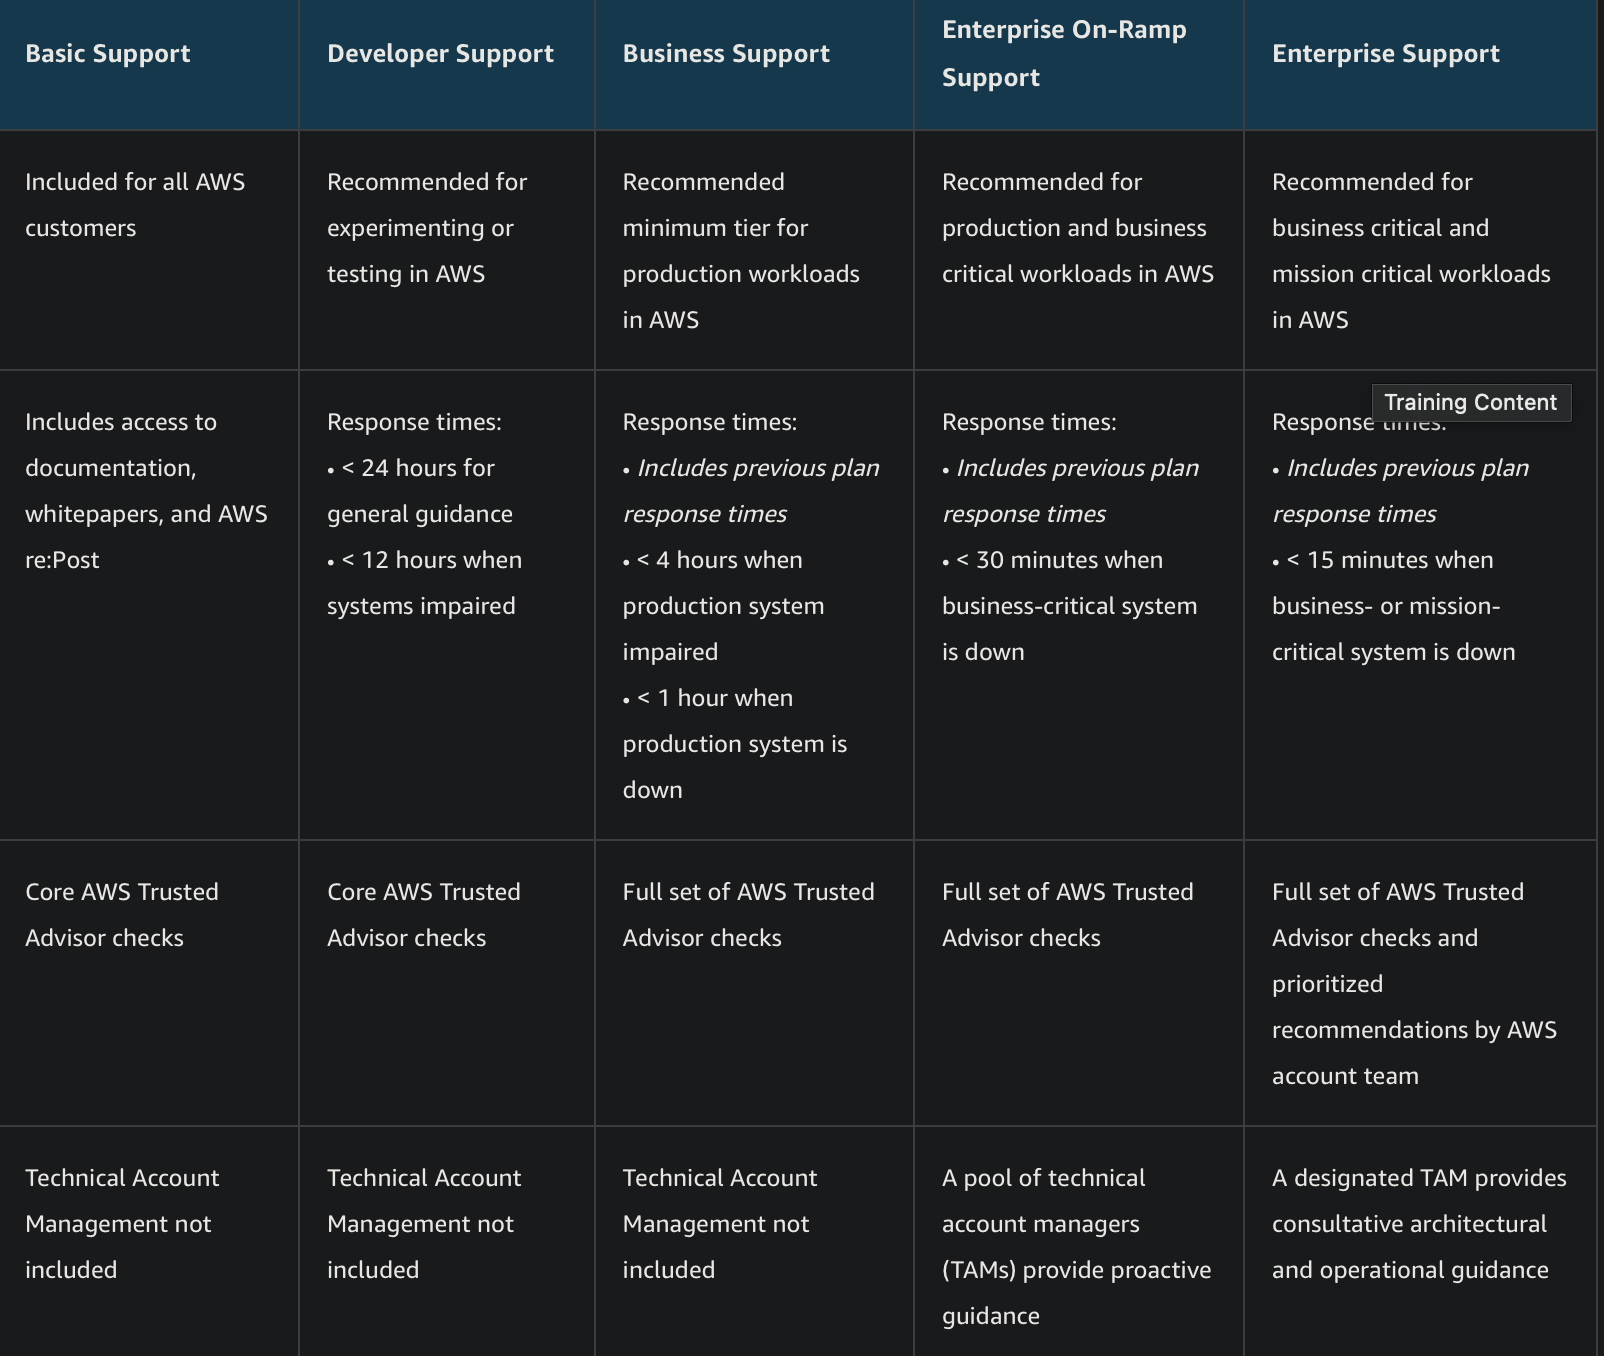 Basic Support
Developer Support
Business Support
Enterprise On-Ramp
Support
Enterprise Support
Included for all AWS
customers
Recommended for
experimenting or
testing in AWS
Recommended
minimum tier for
production workloads
in AWS
Recommended for
production and business
critical workloads in AWS
Recommended for
business critical and
mission critical workloads
in AWS
Includes access to
documentation,
whitepapers, and AWS
re:Post
Response times:
• < 24 hours for
general guidance
• < 12 hours when
systems impaired
Response times:
• Includes previous plan
response times
• < 4 hours when
production system
impaired
• < 1 hour when
production system is
down
Response times:
• Includes previous plan
response times
• < 30 minutes when
business-critical system
is down
Training Content
Response times:
• Includes previous plan
response times
• < 15 minutes when
business- or mission-
critical system is down
Core AWS Trusted
Advisor checks
Core AWS Trusted
Advisor checks
Full set of AWS Trusted
Advisor checks
Full set of AWS Trusted
Advisor checks
Full set of AWS Trusted
Advisor checks and
prioritized
recommendations by AWS
account team
Technical Account
Management not
included
Technical Account
Management not
included
Technical Account
Management not
included
A pool of technical
account managers
(TAMs) provide proactive
guidance
A designated TAM provides
consultative architectural
and operational guidance